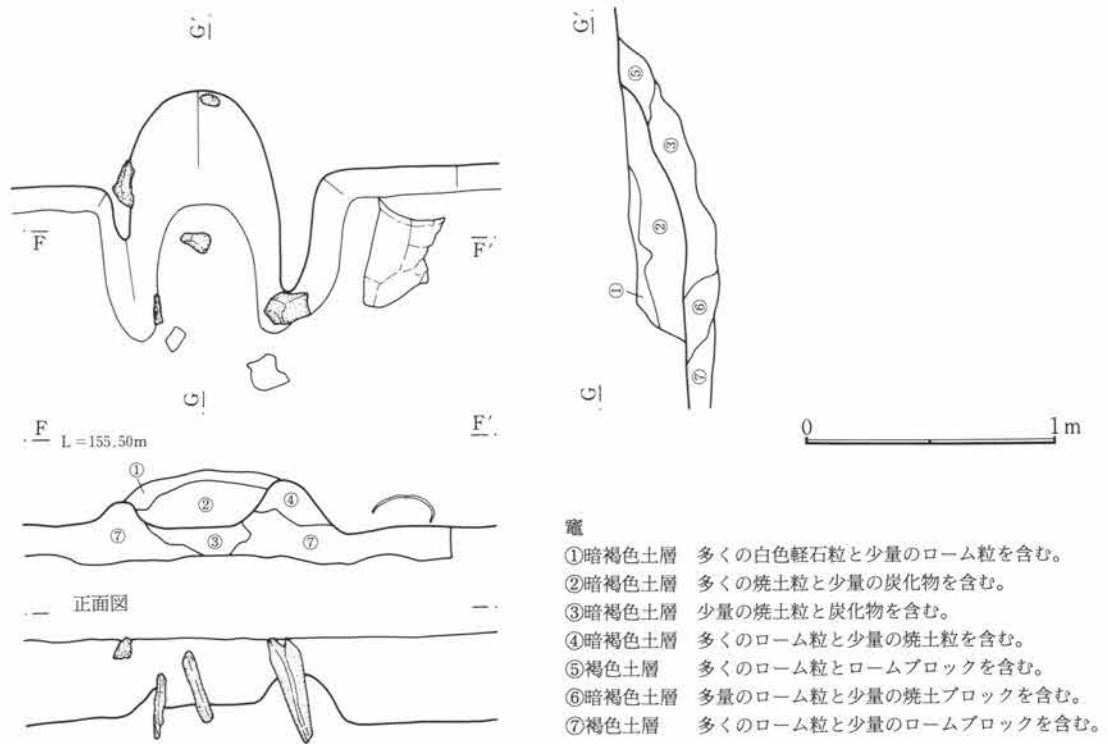 G'
F
F'
G
F
L=155.50m
F'
①
②
④
⑦
③
⑦
正面図
G'
⑤
③
②
①
⑥
⑦
G
0
1m
竈
①暗褐色土層 多くの白色軽石粒と少量のローム粒を含む。
②暗褐色土層 多くの焼土粒と少量の炭化物を含む。
③暗褐色土層 少量の焼土粒と炭化物を含む。
④暗褐色土層 多くのローム粒と少量の焼土粒を含む。
⑤褐色土層 多くのローム粒とロームブロックを含む。
⑥暗褐色土層 多量のローム粒と少量の焼土ブロックを含む。
⑦褐色土層 多くのローム粒と少量のロームブロックを含む。